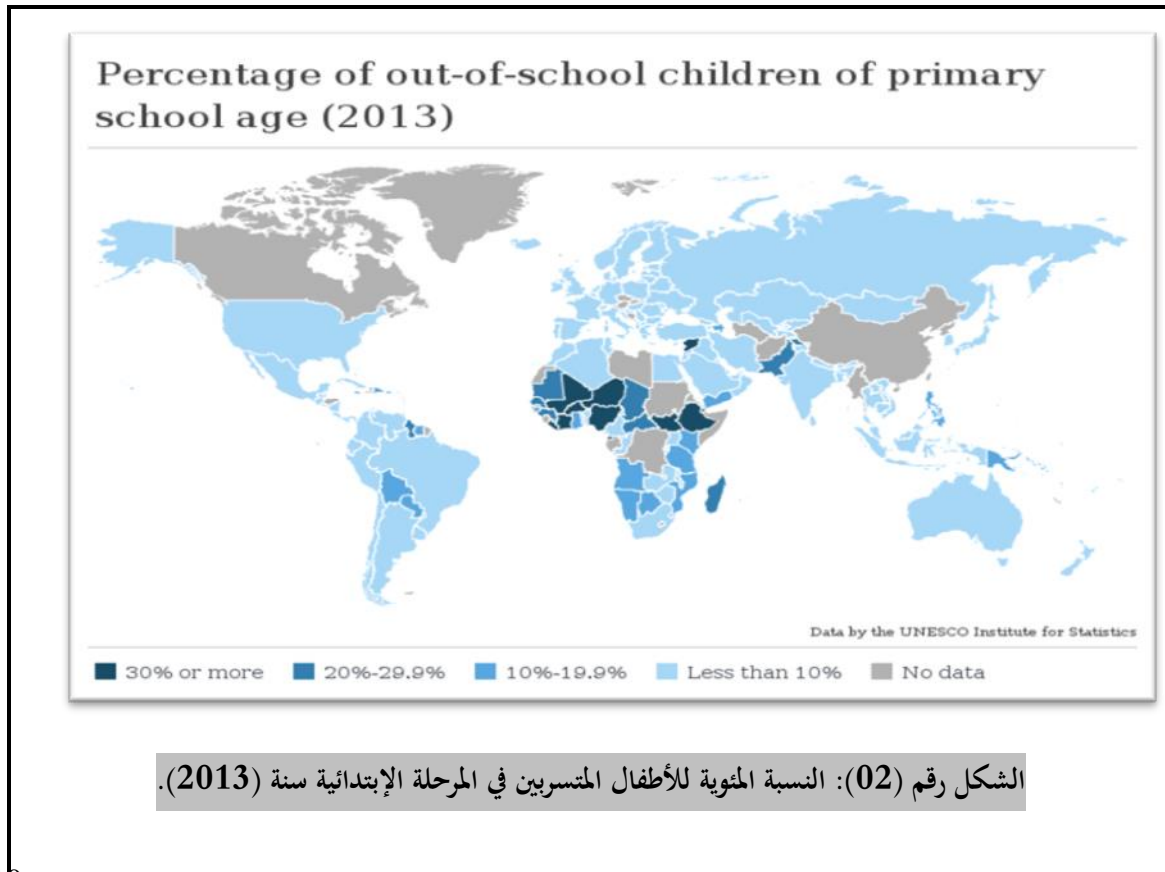 Percentage of out-of-school children of primary
school age (2013)
Data by the UNESCO Institute for Statistics
30% or more 20%-29.9% 10%-19.9% Less than 10% No data
الشكل رقم (02): النسبة المئوية للأطفال المتسربين في المرحلة الإبتدائية سنة (2013).